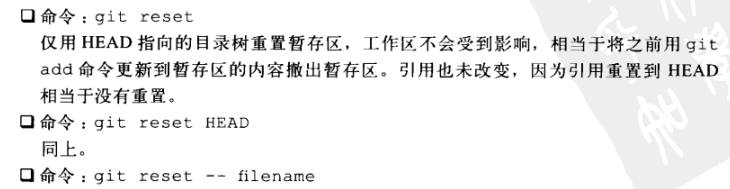 ❑命令：git reset
仅用 HEAD 指向的目录树重置暂存区，工作区不会受到影响，相当于将之前用 git
add 命令更新到暂存区的内容撤出暂存区。引用也未改变，因为引用重置到 HEAD
相当于没有重置。
❑命令：git reset HEAD
同上。
❑命令：git reset -- filename